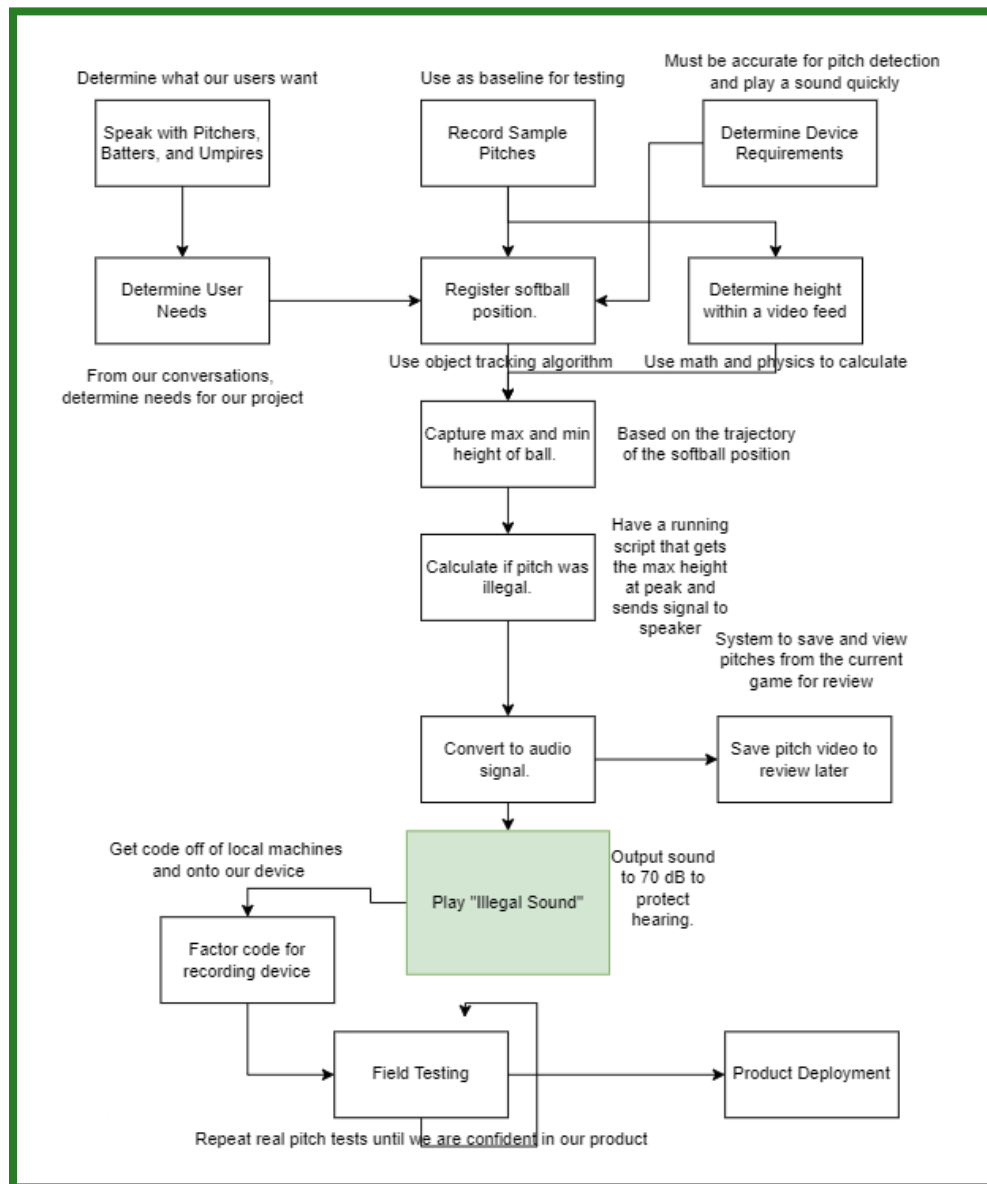 Determine what our users want
Use as baseline for testing
Must be accurate for pitch detection
and play a sound quickly
Speak with Pitchers,
Batters, and Umpires
Record Sample
Pitches
Determine Device
Requirements
Determine User
Needs
Register softball
position.
Determine height
within a video feed
Use object tracking algorithm
Use math and physics to calculate
From our conversations,
determine needs for our project
Capture max and min
height of ball.
Based on the trajectory
of the softball position
Calculate if pitch was
illegal.
Have a running
script that gets
the max height
at peak and
sends signal to
speaker
System to save and view
pitches from the current
game for review
Convert to audio
signal.
Save pitch video to
review later
Get code off of local machines
and onto our device
Play "Illegal Sound"
Output sound
to 70 dB to
protect
hearing.
Factor code for
recording device
Field Testing
Product Deployment
Repeat real pitch tests until we are confident in our product